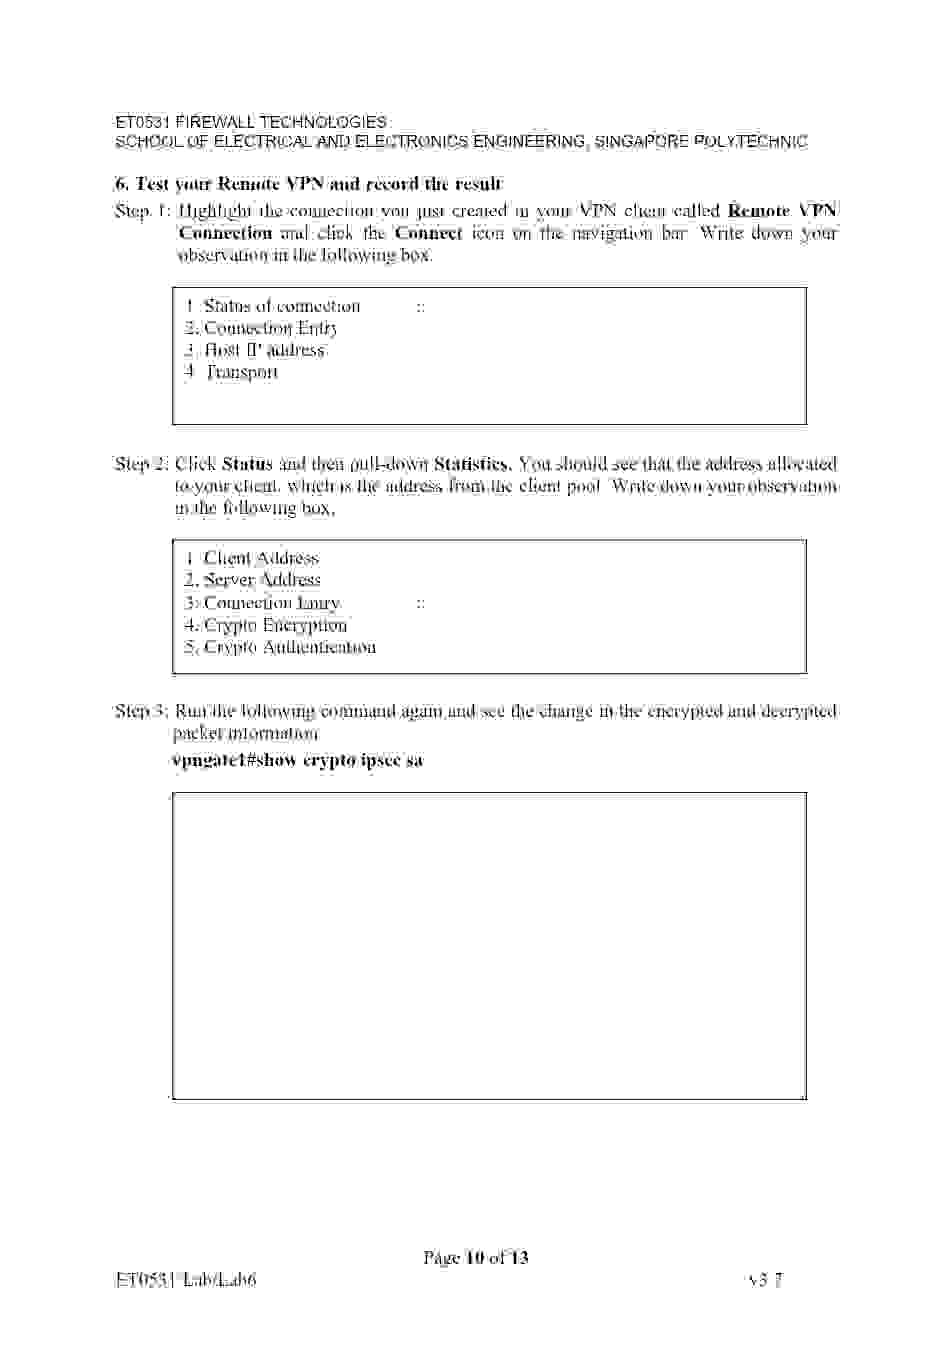 ET0531 FIREWALL TECHNOLOGIES
SCHOOL OF ELECTRICAL AND ELECTRONICS ENGINEERING, SINGAPORE POLYTECHNIC
6. Test your Remote VPN and record the result
Step 1: Highlight the connection you just created in your VPN client called Remote VPN
Connection and click the Connect icon on the navigation bar. Write down your
observation in the following box.
1. Status of connection :
2. Connection Entry
3. Host IP address
4. Transport
Step 2: Click Status and then pull-down Statistics. You should see that the address allocated
to your client, which is the address from the client pool. Write down your observation
in the following box.
1. Client Address
2. Server Address
3. Connection Entry :
4. Crypto Encryption
5. Crypto Authentication
Step 3: Run the following command again and see the change in the encrypted and decrypted
packet information
vpngate1#show crypto ipsec sa
Page 10 of 13
ET0531 Lab/Lab6 v3.7